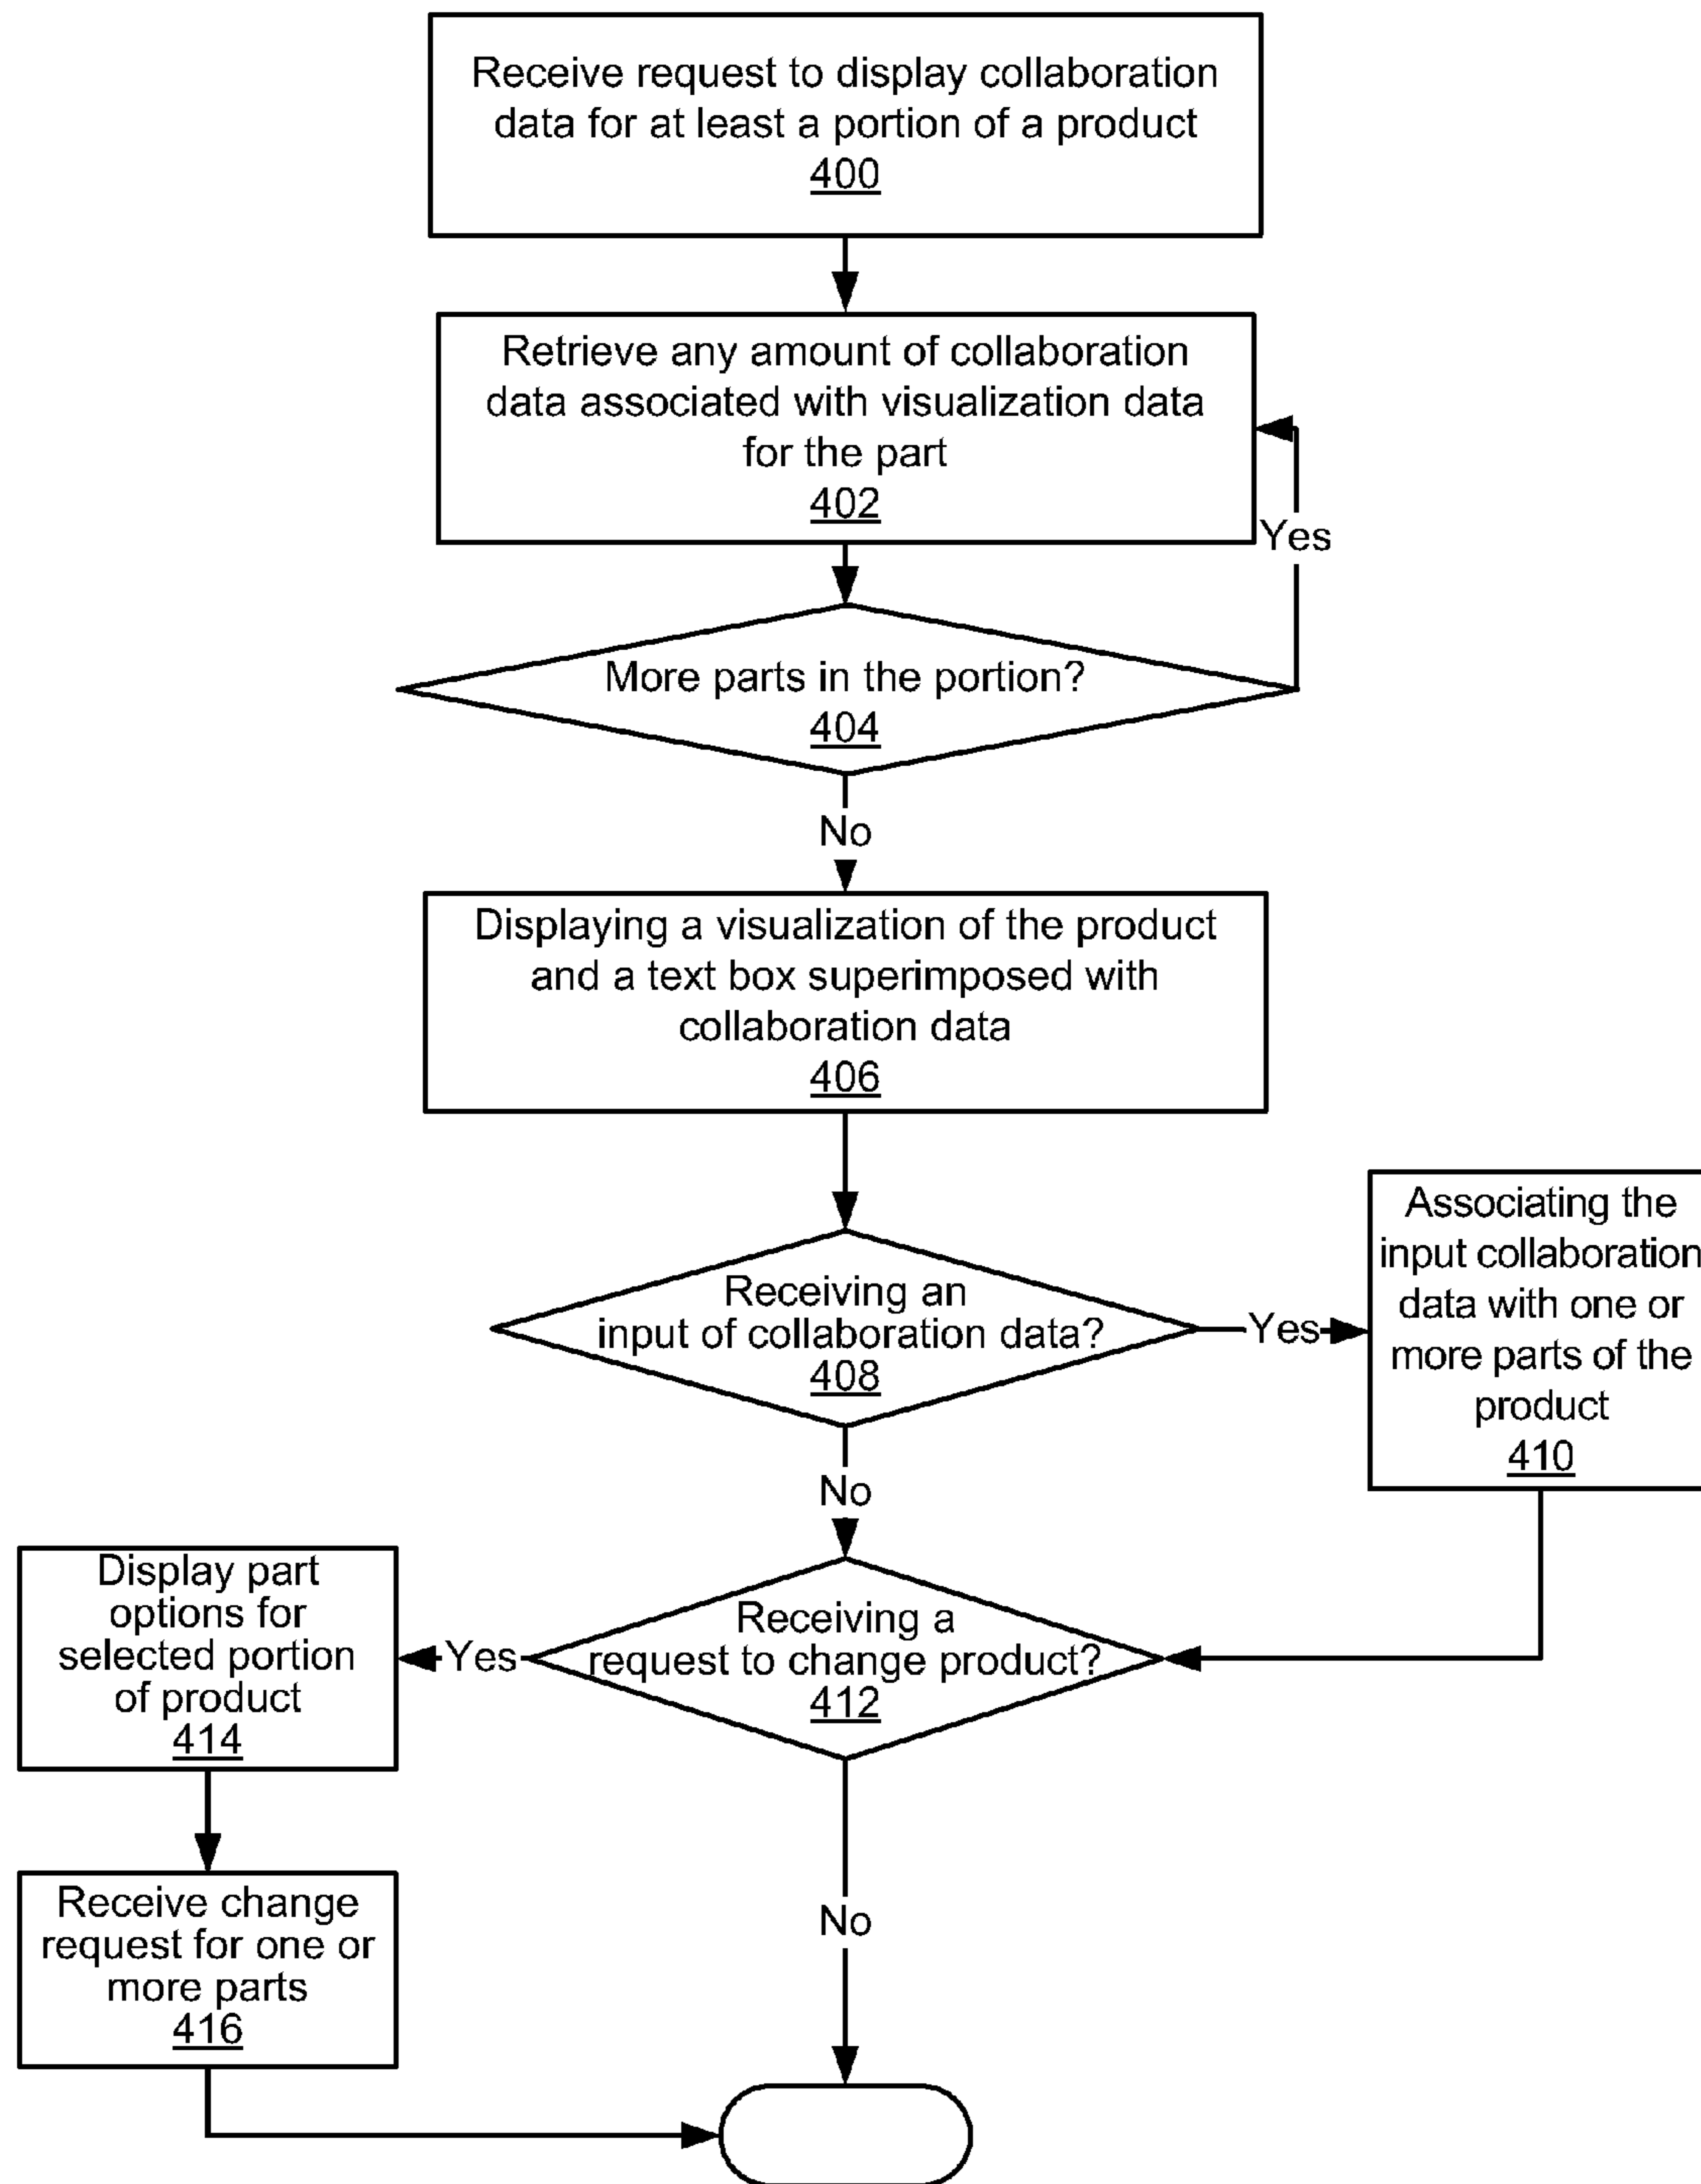 Receive request to display collaboration
data for at least a portion of a product
400
Retrieve any amount of collaboration
data associated with visualization data
for the part
402
Yes
More parts in the portion?
404
No
Displaying a visualization of the product
and a text box superimposed with
collaboration data
406
Receiving an
input of collaboration data?
408
Yes
Associating the
input collaboration
data with one or
more parts of the
product
410
No
Receiving a
request to change product?
412
Yes
Display part
options for
selected portion
of product
414
Receive change
request for one or
more parts
416
No